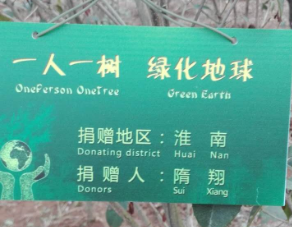 一人一树 绿化地球
OnePerson OneTree Green Earth
捐赠地区：淮 南
Donating district Huai Nan
捐 赠 人：隋 翔
Donors Sui Xiang